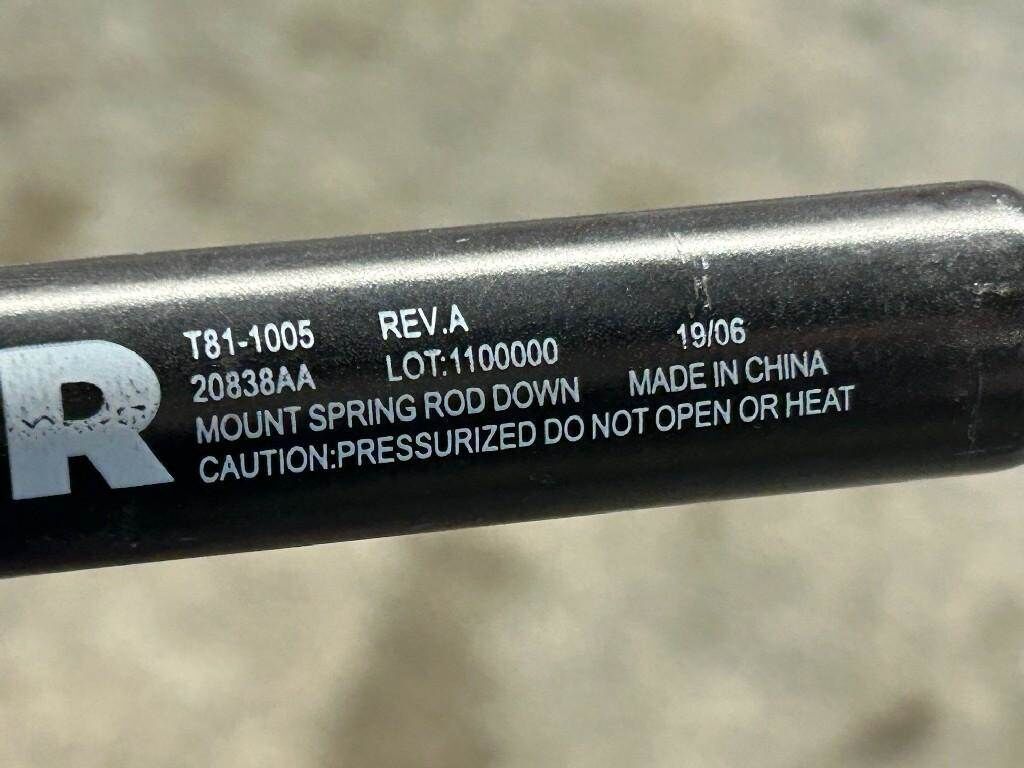 R
T81-1005 REV.A 19/06
20838AA LOT:1100000
MOUNT SPRING ROD DOWN MADE IN CHINA
CAUTION:PRESSURIZED DO NOT OPEN OR HEAT